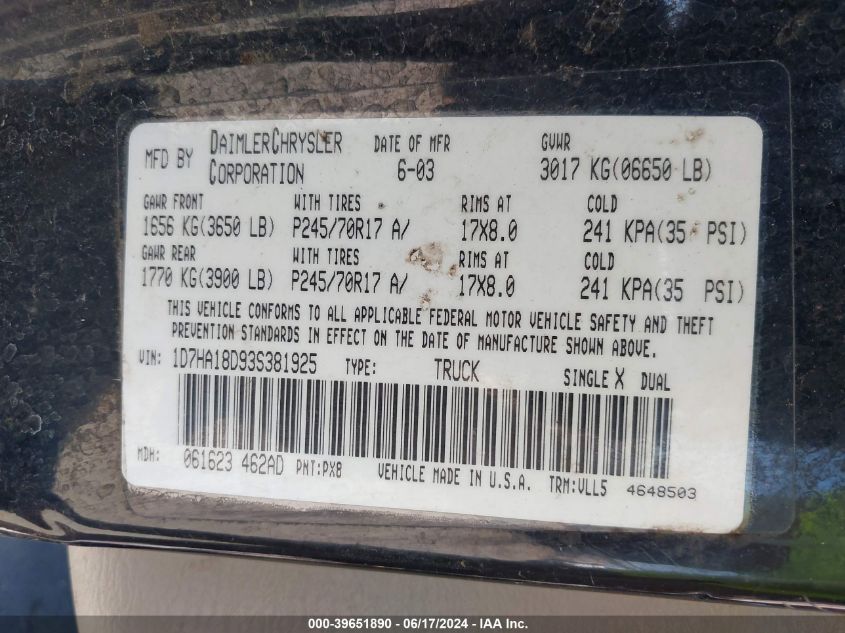 MFD BY DAIMLERCHRYSLER CORPORATION DATE OF MFR 6-03 GVWR 3017 KG(06650 LB)
GAWR FRONT WITH TIRES RIMS AT COLD
1656 KG(3650 LB) P245/70R17 A/ 17X8.0 241 KPA(35 PSI)
GAWR REAR WITH TIRES RIMS AT COLD
1770 KG(3900 LB) P245/70R17 A/ 17X8.0 241 KPA(35 PSI)
THIS VEHICLE CONFORMS TO ALL APPLICABLE FEDERAL MOTOR VEHICLE SAFETY AND THEFT
PREVENTION STANDARDS IN EFFECT ON THE DATE OF MANUFACTURE SHOWN ABOVE.
VIN: 1D7HA18D93S381925 TYPE: TRUCK SINGLE X DUAL
MDH: 061623 462AD PNT:PX8 VEHICLE MADE IN U.S.A. TRM:VLL5 4648503
000-39651890 - 06/17/2024 - IAA Inc.